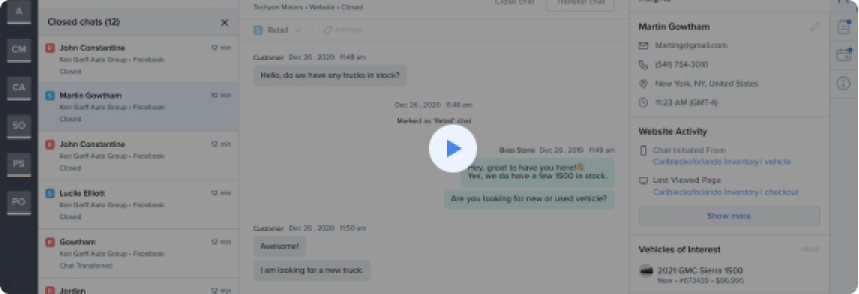 A
CM
CA
SO
PS
PO
Closed chats (12)
John Constantine 12 min
Ken Garff Auto Group • Facebook
Closed
Martin Gowtham 10 min
Ken Garff Auto Group • Facebook
Closed
John Constantine 12 min
Ken Garff Auto Group • Facebook
Closed
Lucile Elliott 12 min
Ken Garff Auto Group • Facebook
Closed
Gowtham 12 min
Ken Garff Auto Group • Facebook
Chat Transferred
Jorden 12 min
Techyon Motors • Website • Closed
Close chat
Transfer chat
Retail
Add tag
Customer Dec 26, 2020 11:48 am
Hello, do we have any trucks in stock?
Dec 26, 2020 11:48 am
Marked as 'Retail' chat
Bess Stone Dec 26, 2019 11:49 am
Hey, great to have you here!👋
Yes, we do have a few 1500 in stock.
Are you looking for new or used vehicle?
Customer Dec 26, 2020 11:50 am
Awesome!
I am looking for a new truck.
Insights
Martin Gowtham
Marting@gmail.com
(541) 754-3010
New York, NY, United States
11:23 AM (GMT-4)
Website Activity
Chat Initiated From
Carlblackoforlando Inventory | vehicle
Last Viewed Page
Carlblackoforlando Inventory | checkout
Show more
Vehicles of Interest
+Add
2021 GMC Sierra 1500
New • #673439 • $96,995